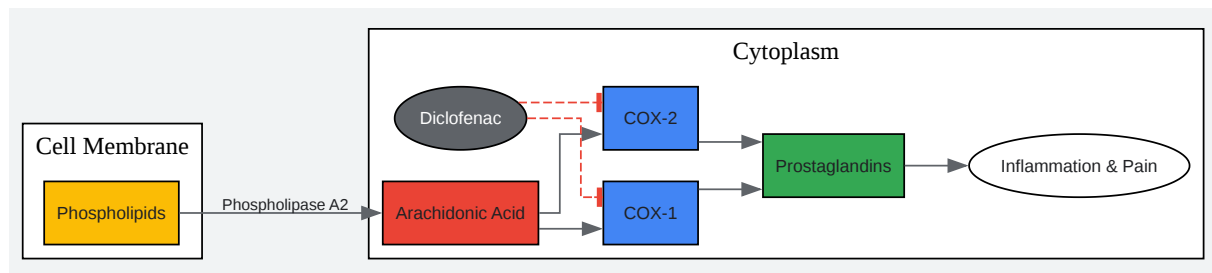 Cytoplasm
Diclofenac
COX-2
Cell Membrane
Prostaglandins
Inflammation & Pain
Phospholipids
Phospholipase A2
Arachidonic Acid
COX-1